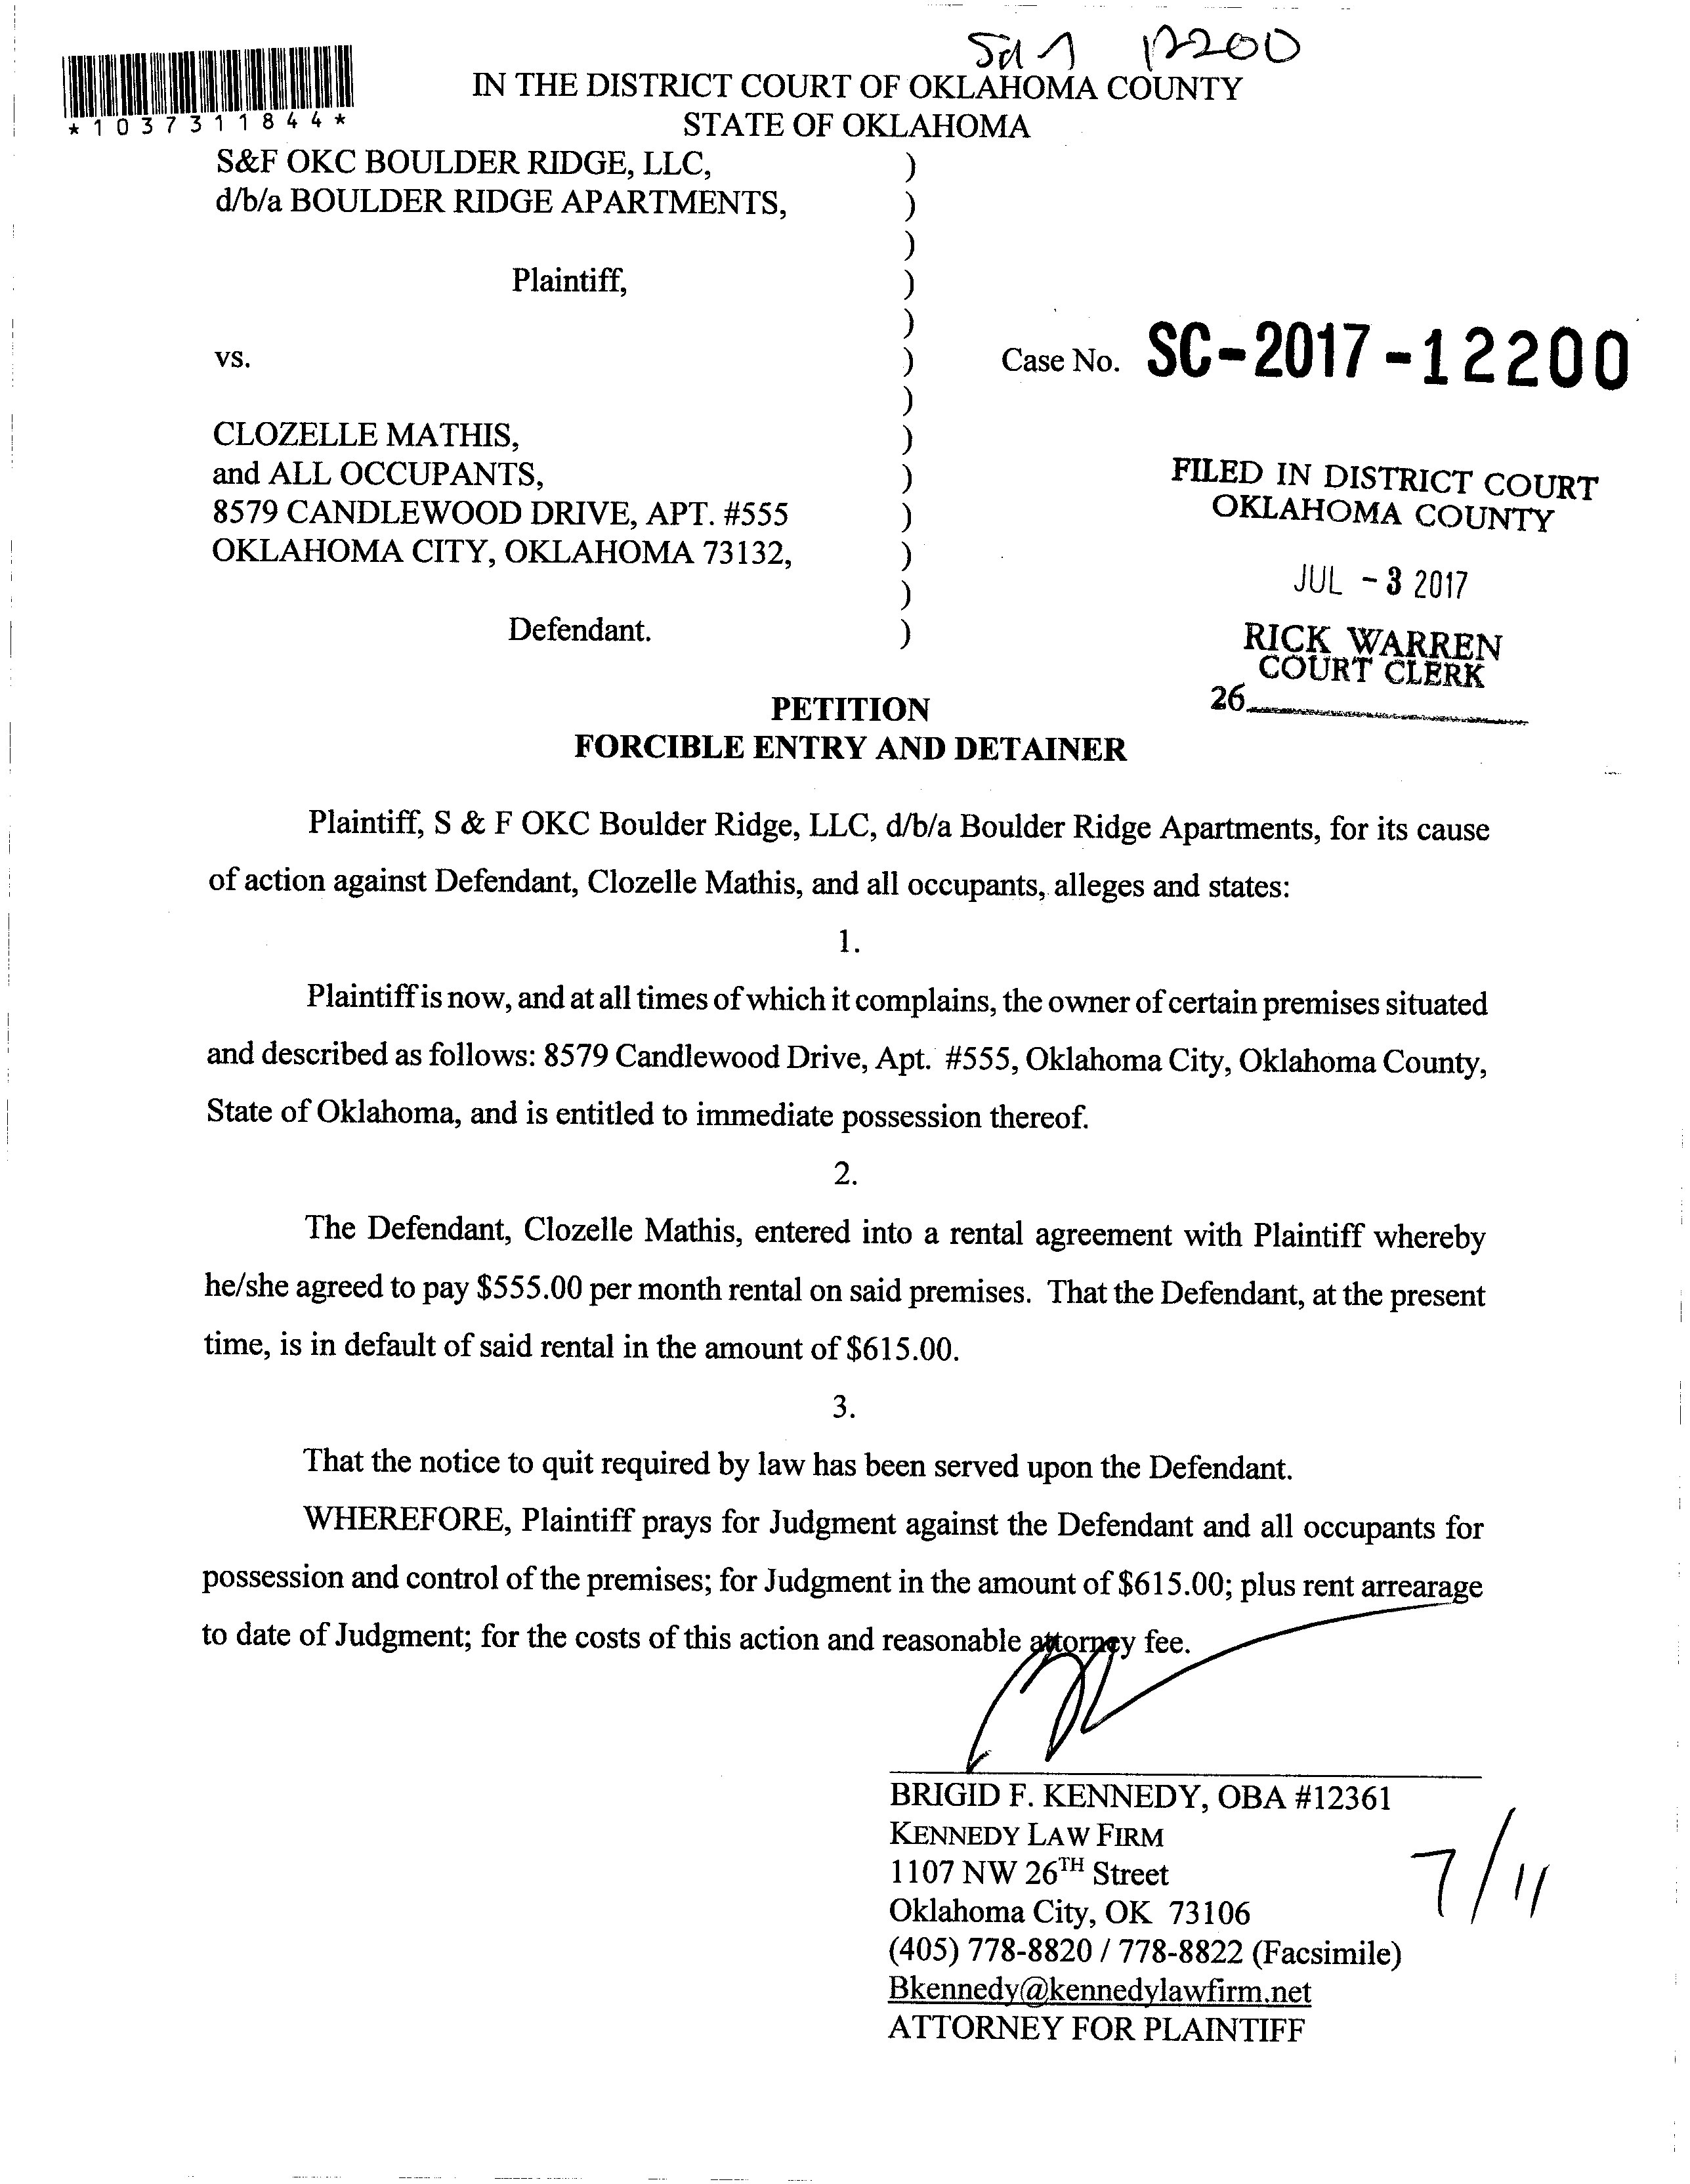 12200
IN THE DISTRICT COURT OF OKLAHOMA COUNTY
*1037311844*
STATE OF OKLAHOMA
S&F OKC BOULDER RIDGE, LLC, )
d/b/a BOULDER RIDGE APARTMENTS, )
)
Plaintiff, )
)
vs. ) Case No. SC-2017-12200
)
CLOZELLE MATHIS, )
and ALL OCCUPANTS, )
8579 CANDLEWOOD DRIVE, APT. #555 )
OKLAHOMA CITY, OKLAHOMA 73132, )
)
Defendant. )
FILED IN DISTRICT COURT
OKLAHOMA COUNTY
JUL - 3 2017
RICK WARREN
COURT CLERK
26
PETITION
FORCIBLE ENTRY AND DETAINER
Plaintiff, S & F OKC Boulder Ridge, LLC, d/b/a Boulder Ridge Apartments, for its cause
of action against Defendant, Clozelle Mathis, and all occupants, alleges and states:
1.
Plaintiff is now, and at all times of which it complains, the owner of certain premises situated
and described as follows: 8579 Candlewood Drive, Apt. #555, Oklahoma City, Oklahoma County,
State of Oklahoma, and is entitled to immediate possession thereof.
2.
The Defendant, Clozelle Mathis, entered into a rental agreement with Plaintiff whereby
he/she agreed to pay $555.00 per month rental on said premises. That the Defendant, at the present
time, is in default of said rental in the amount of $615.00.
3.
That the notice to quit required by law has been served upon the Defendant.
WHEREFORE, Plaintiff prays for Judgment against the Defendant and all occupants for
possession and control of the premises; for Judgment in the amount of $615.00; plus rent arrearage
to date of Judgment; for the costs of this action and reasonable attorney fee.
BRIGID F. KENNEDY, OBA #12361
KENNEDY LAW FIRM
1107 NW 26TH Street
Oklahoma City, OK 73106
(405) 778-8820 / 778-8822 (Facsimile)
Bkennedy@kennedylawfirm.net
ATTORNEY FOR PLAINTIFF
7/11